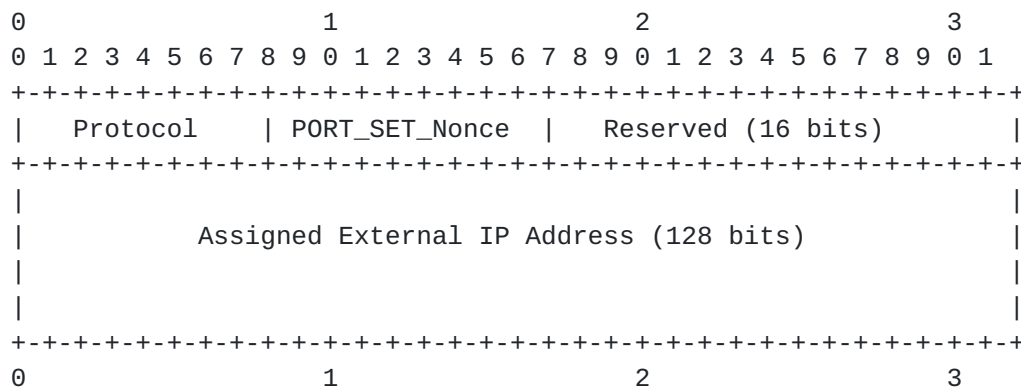 0                   1                   2                   3
0 1 2 3 4 5 6 7 8 9 0 1 2 3 4 5 6 7 8 9 0 1 2 3 4 5 6 7 8 9 0 1
+-+-+-+-+-+-+-+-+-+-+-+-+-+-+-+-+-+-+-+-+-+-+-+-+-+-+-+-+-+-+-+-+
|   Protocol    | PORT_SET_Nonce  |   Reserved (16 bits)        |
+-+-+-+-+-+-+-+-+-+-+-+-+-+-+-+-+-+-+-+-+-+-+-+-+-+-+-+-+-+-+-+-+
|                                                               |
|           Assigned External IP Address (128 bits)             |
|                                                               |
|                                                               |
+-+-+-+-+-+-+-+-+-+-+-+-+-+-+-+-+-+-+-+-+-+-+-+-+-+-+-+-+-+-+-+-+
0                   1                   2                   3